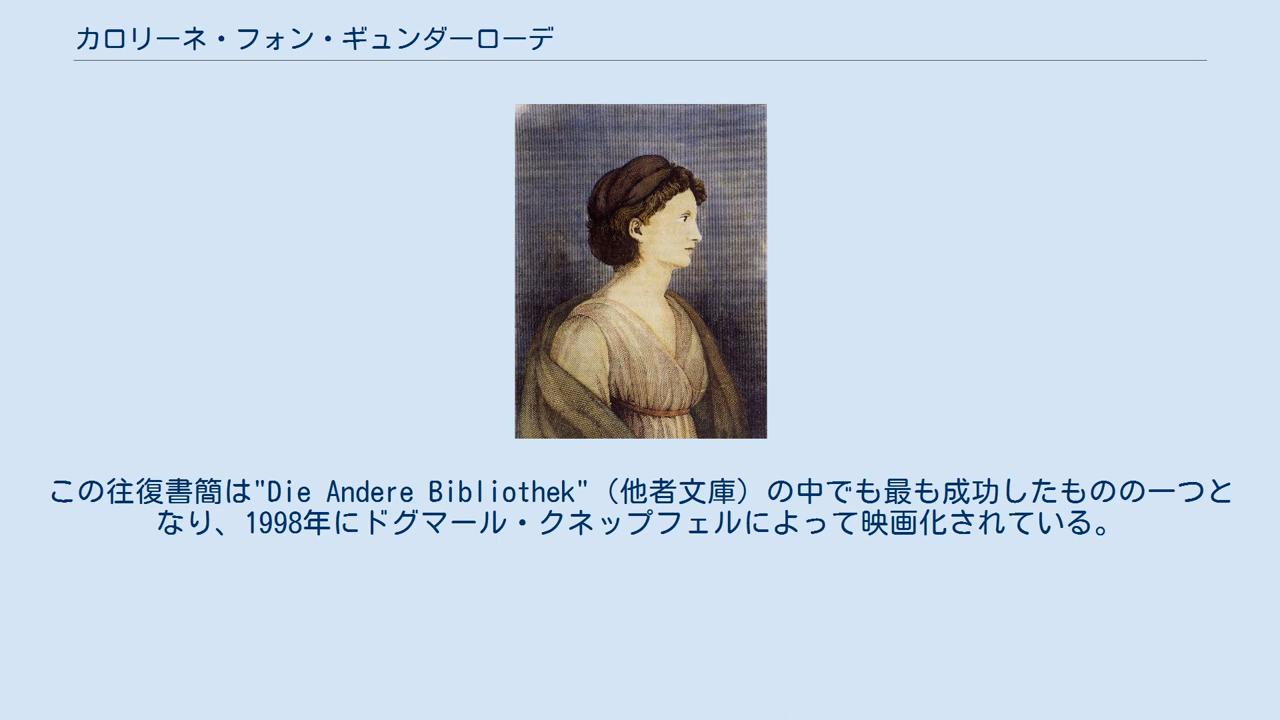 カロリーネ・フォン・ギュンダーローデ
この往復書簡は"Die Andere Bibliothek"（他者文庫）の中でも最も成功したものの一つと
なり、1998年にドグマール・クネップフェルによって映画化されている。